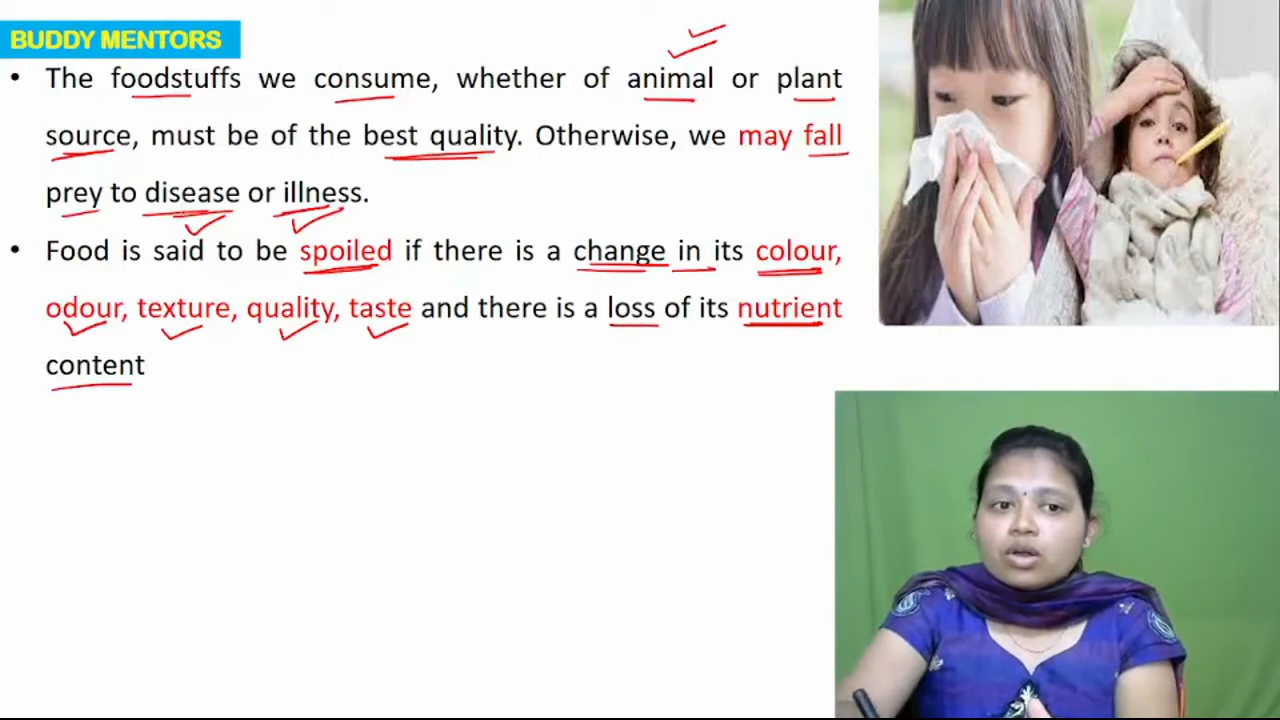 BUDDY MENTORS
• The foodstuffs we consume, whether of animal or plant
source, must be of the best quality. Otherwise, we may fall
prey to disease or illness.
• Food is said to be spoiled if there is a change in its colour,
odour, texture, quality, taste and there is a loss of its nutrient
content